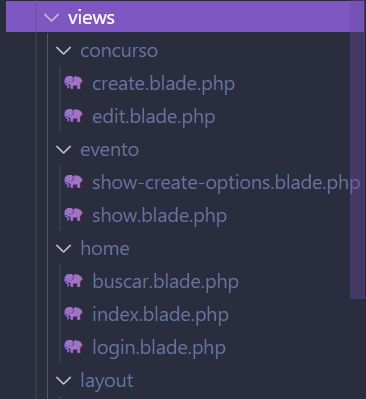 views
concurso
create.blade.php
edit.blade.php
evento
show-create-options.blade.php
show.blade.php
home
buscar.blade.php
index.blade.php
login.blade.php
layout